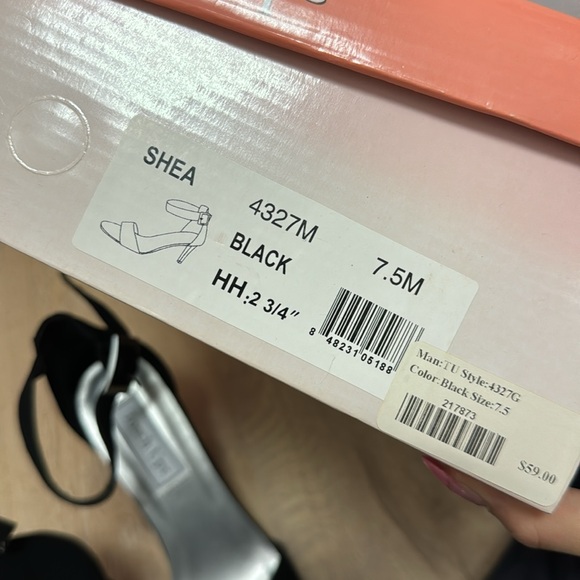 SHEA
4327M
BLACK
7.5M
HH:2 3/4"
8 48231 05188
Man:TU Style:4327G
Color:Black Size:7.5
217873
$59.00